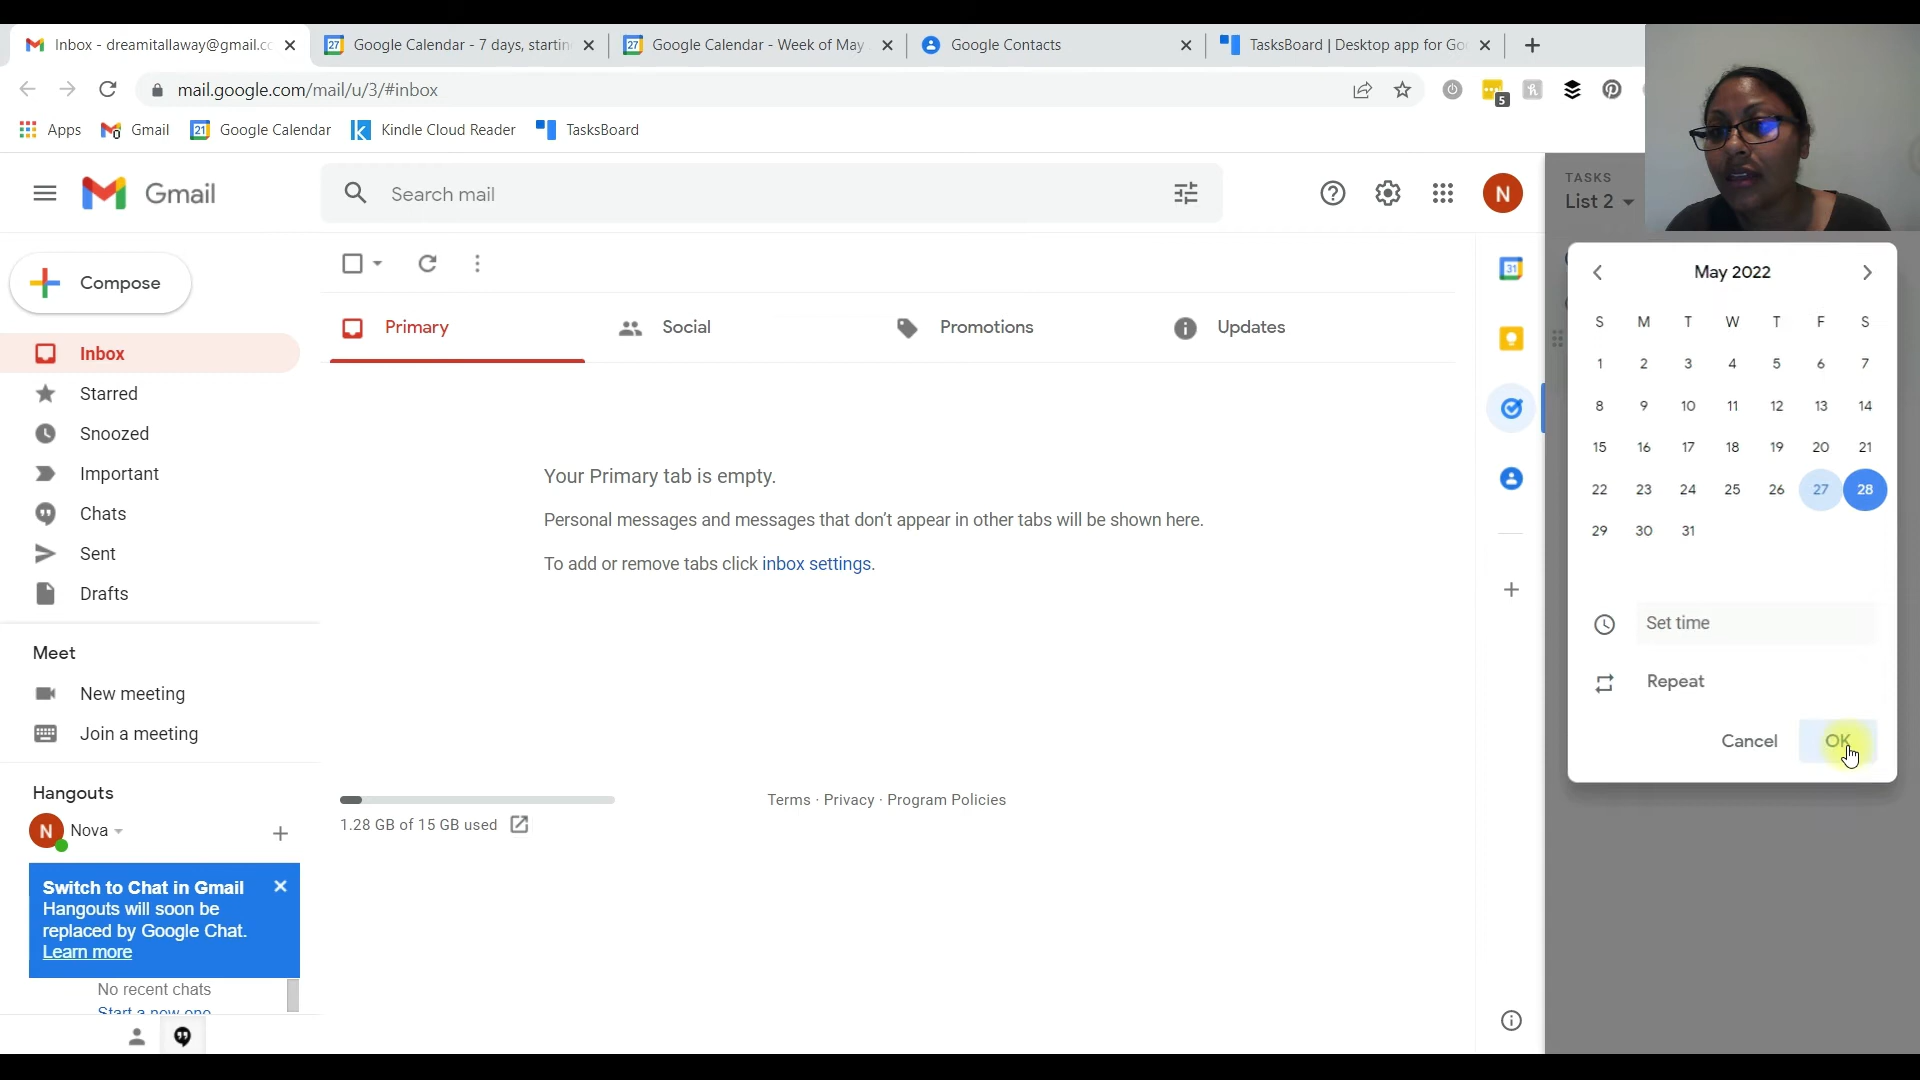 Inbox - dreamitallaway@gmail.co
Google Calendar - 7 days, startin
Google Calendar - Week of May
Google Contacts
TasksBoard | Desktop app for Go
mail.google.com/mail/u/3/#inbox
5
Apps
Gmail
21
Google Calendar
Kindle Cloud Reader
TasksBoard
Gmail
Search mail
N
TASKS
List 2
Compose
Primary
Social
Promotions
Updates
31
Inbox
Starred
Snoozed
Important
Chats
Sent
Drafts
Your Primary tab is empty.
Personal messages and messages that don't appear in other tabs will be shown here.
To add or remove tabs click inbox settings.
May 2022
S M T W T F S
1 2 3 4 5 6 7
8 9 10 11 12 13 14
15 16 17 18 19 20 21
22 23 24 25 26 27 28
29 30 31
Set time
Repeat
Cancel OK
Meet
New meeting
Join a meeting
Hangouts
N
Nova
Switch to Chat in Gmail
Hangouts will soon be
replaced by Google Chat.
Learn more
No recent chats
Start a new one
1.28 GB of 15 GB used
Terms · Privacy · Program Policies